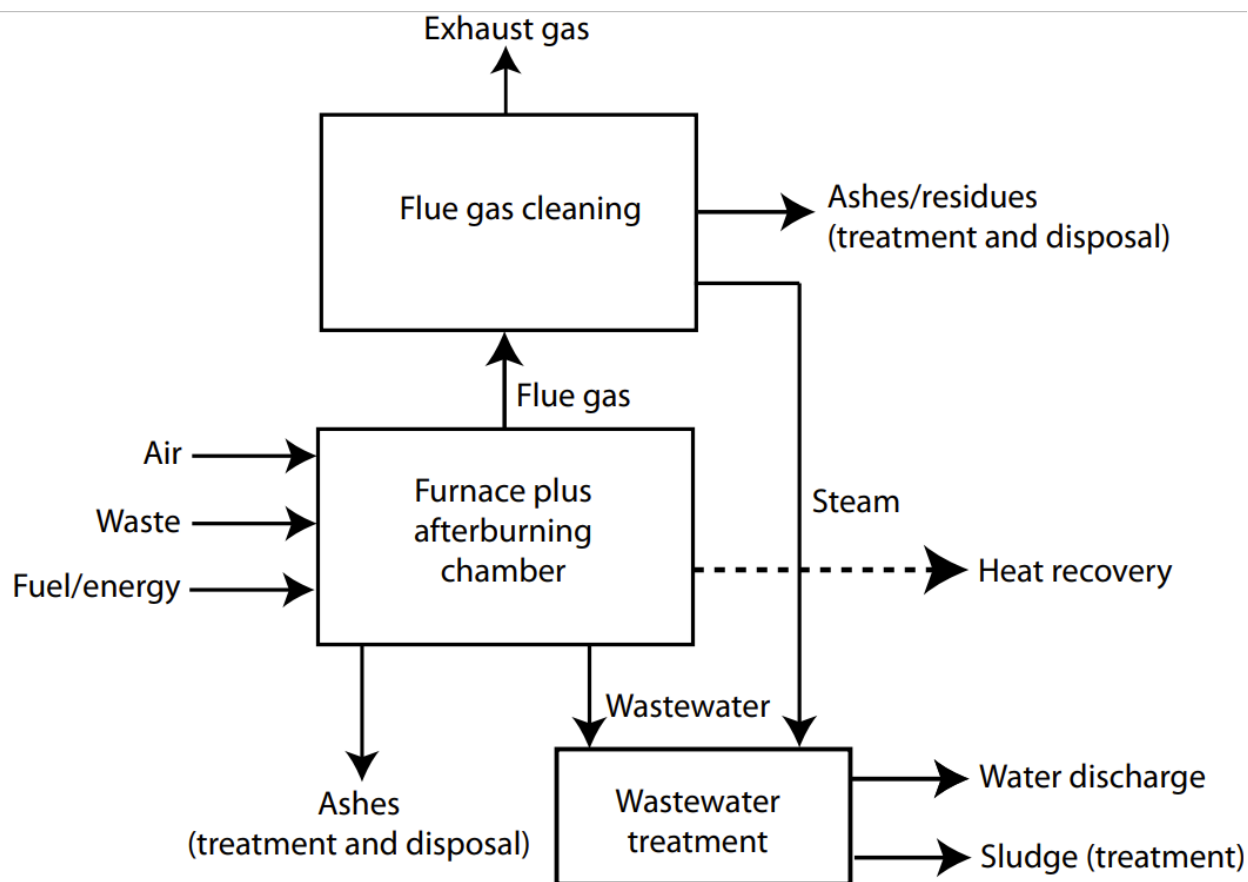 Exhaust gas
Flue gas cleaning
Ashes/residues
(treatment and disposal)
Flue gas
Air
Waste
Fuel/energy
Furnace plus
afterburning
chamber
Steam
Heat recovery
Wastewater
Ashes
(treatment and disposal)
Wastewater
treatment
Water discharge
Sludge (treatment)